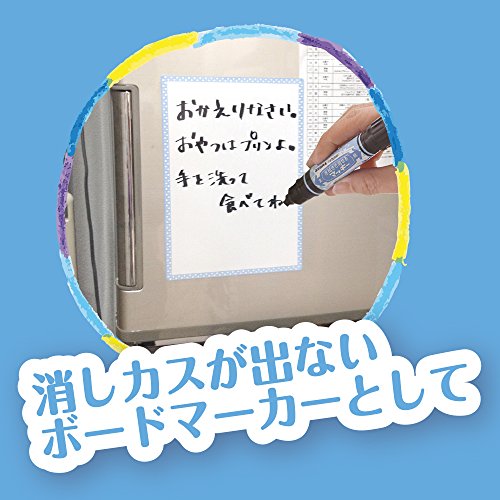 おかえりなさい。
おやつはプリンよ。
手を洗って
食べてね
消しカスが出ない
ボードマーカーとして